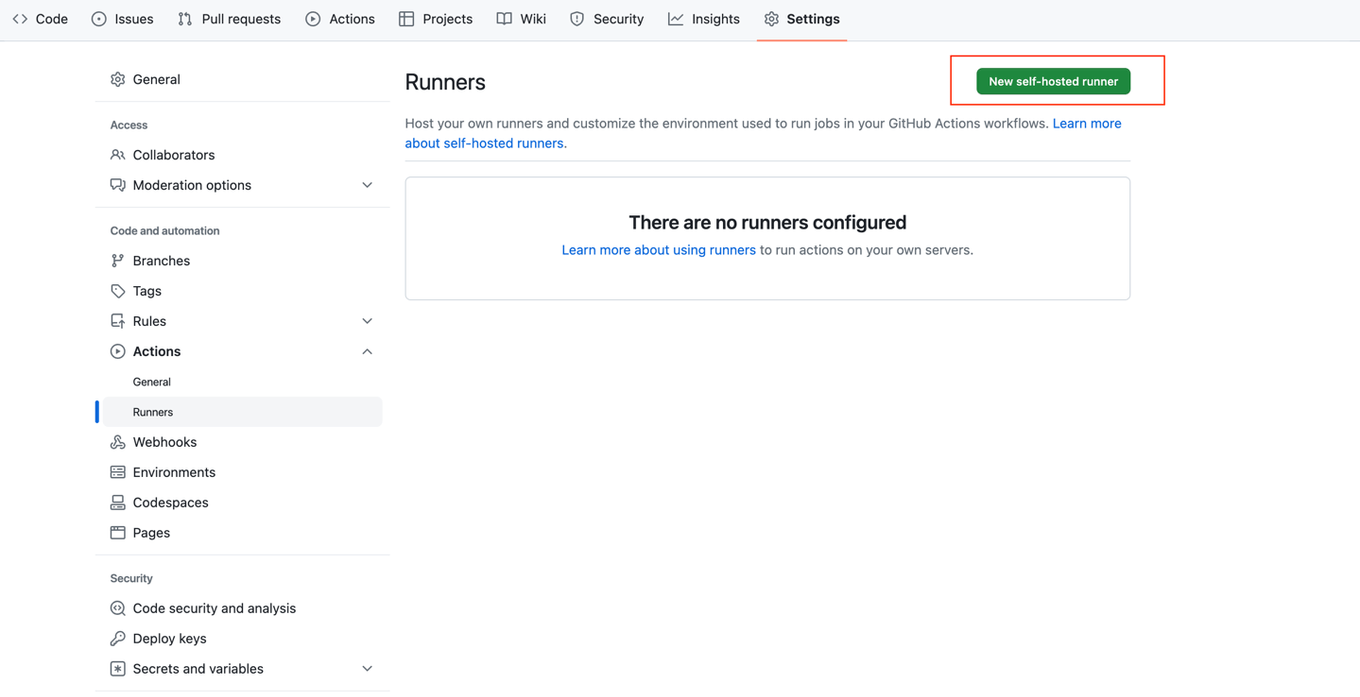 Code Issues Pull requests Actions Projects Wiki Security Insights Settings
General
Access
Collaborators
Moderation options
Code and automation
Branches
Tags
Rules
Actions
General
Runners
Webhooks
Environments
Codespaces
Pages
Security
Code security and analysis
Deploy keys
Secrets and variables
Runners
New self-hosted runner
Host your own runners and customize the environment used to run jobs in your GitHub Actions workflows. Learn more
about self-hosted runners.
There are no runners configured
Learn more about using runners to run actions on your own servers.